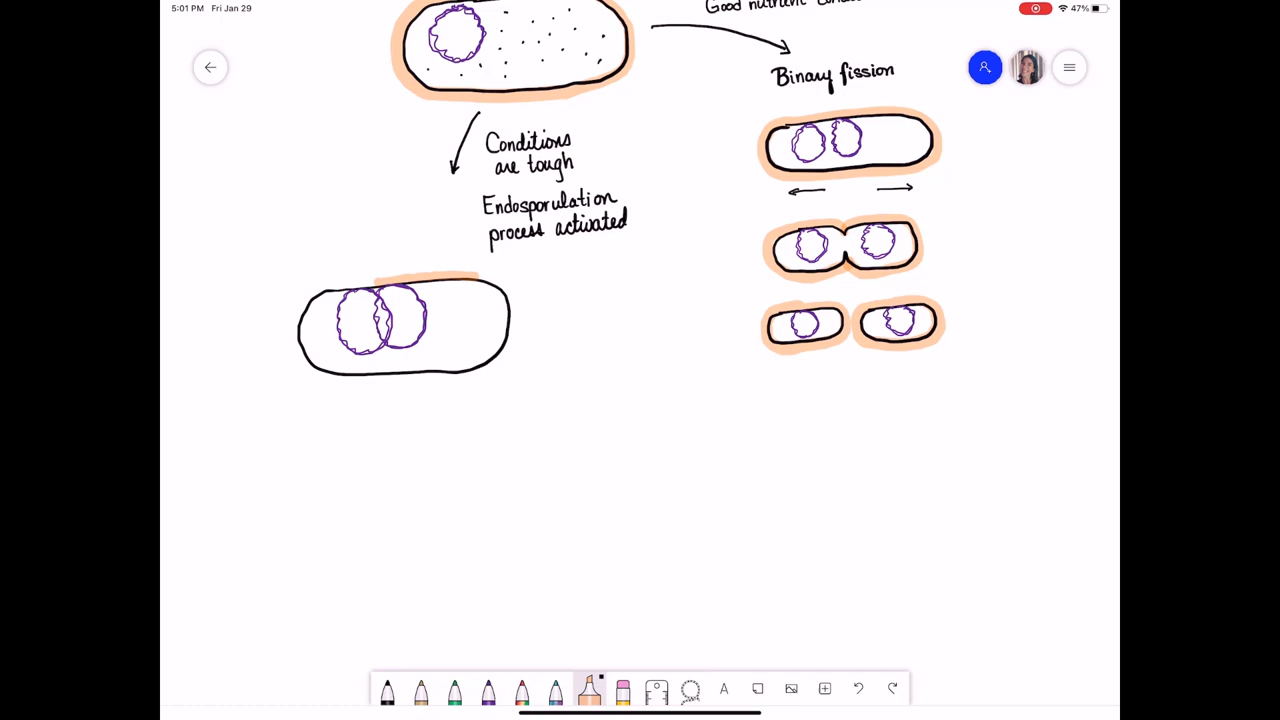 5:01 PM Fri Jan 29
47%
Good nutrient
Binary fission
Conditions
are tough
Endosporulation
process activated
A